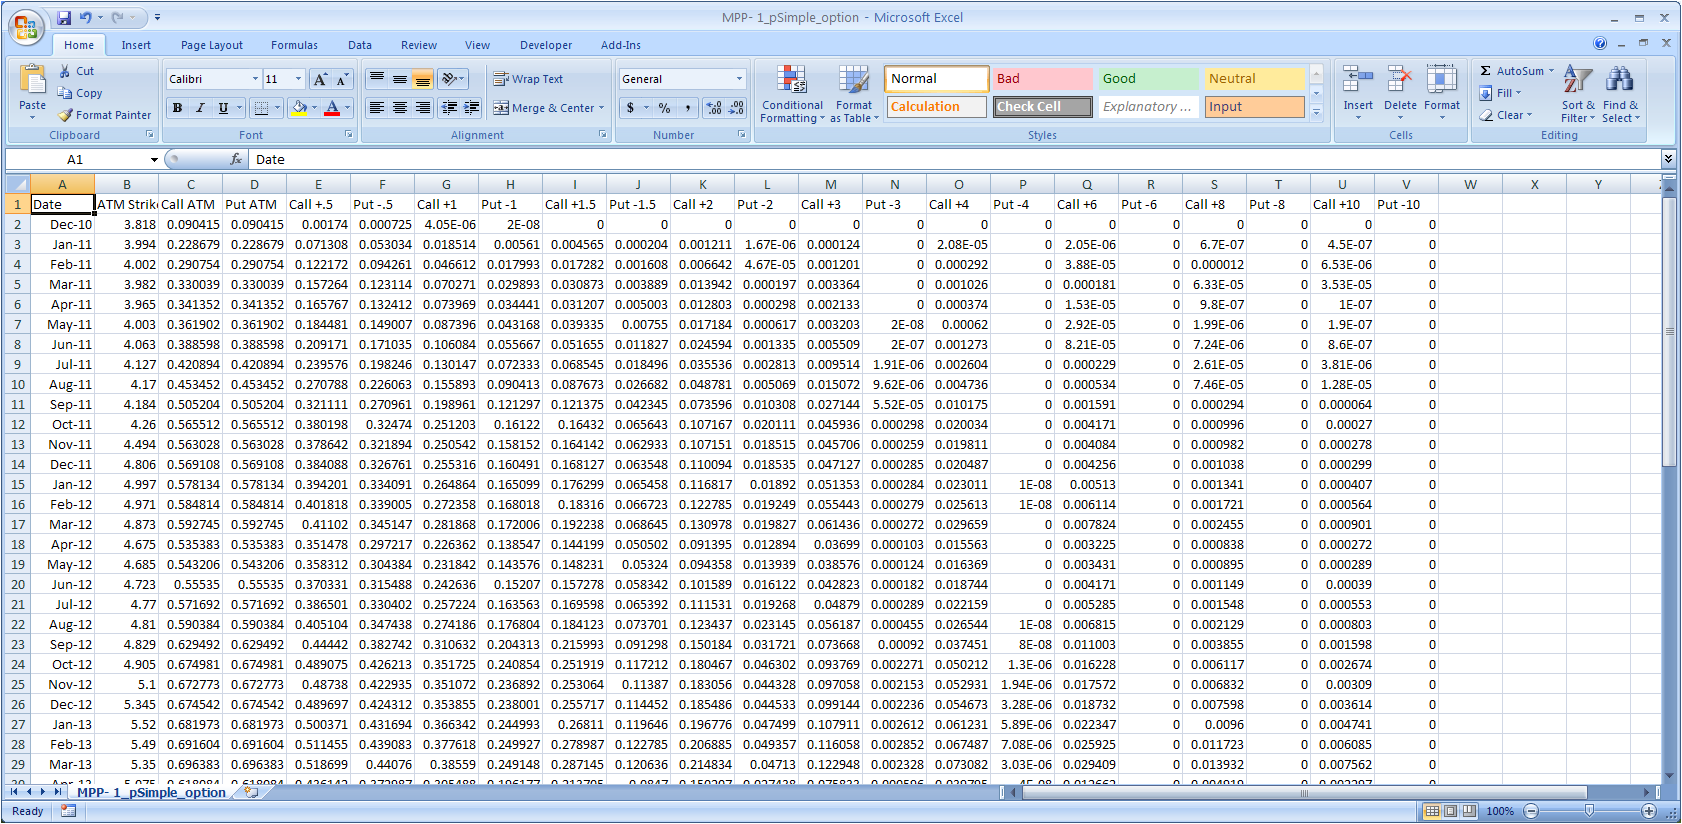 MPP- 1_pSimple_option - Microsoft Excel
Home Insert Page Layout Formulas Data Review View Developer Add-Ins
Cut Calibri 11 Wrap Text General Normal Bad Good Neutral AutoSum
Paste Copy Conditional Formatting Format as Table Insert Delete Format Fill Sort & Filter Find & Select
Format Painter B I U Merge & Center $ % , Calculation Check Cell Explanatory ... Input Clear
Clipboard Font Alignment Number Styles Cells Editing
A1 fx Date
A B C D E F G H I J K L M N O P Q R S T U V W X Y
1 Date ATM Strik Call ATM Put ATM Call +.5 Put -.5 Call +1 Put -1 Call +1.5 Put -1.5 Call +2 Put -2 Call +3 Put -3 Call +4 Put -4 Call +6 Put -6 Call +8 Put -8 Call +10 Put -10
2 Dec-10 3.818 0.090415 0.090415 0.00174 0.000725 4.05E-06 2E-08 0 0 0 0 0 0 0 0 0 0 0 0 0 0
3 Jan-11 3.994 0.228679 0.228679 0.071308 0.053034 0.018514 0.00561 0.004565 0.000204 0.001211 1.67E-06 0.000124 0 2.08E-05 0 2.05E-06 0 6.7E-07 0 4.5E-07 0
4 Feb-11 4.002 0.290754 0.290754 0.122172 0.094261 0.046612 0.017993 0.017282 0.001608 0.006642 4.67E-05 0.001201 0 0.000292 0 3.88E-05 0 0.000012 0 6.53E-06 0
5 Mar-11 3.982 0.330039 0.330039 0.157264 0.123114 0.070271 0.029893 0.030873 0.003889 0.013942 0.000197 0.003364 0 0.001026 0 0.000181 0 6.33E-05 0 3.53E-05 0
6 Apr-11 3.965 0.341352 0.341352 0.165767 0.132412 0.073969 0.034441 0.031207 0.005003 0.012803 0.000298 0.002133 0 0.000374 0 1.53E-05 0 9.8E-07 0 1E-07 0
7 May-11 4.003 0.361902 0.361902 0.184481 0.149007 0.087396 0.043168 0.039335 0.00755 0.017184 0.000617 0.003203 2E-08 0.00062 0 2.92E-05 0 1.99E-06 0 1.9E-07 0
8 Jun-11 4.063 0.388598 0.388598 0.209171 0.171035 0.106084 0.055667 0.051655 0.011827 0.024594 0.001335 0.005509 2E-07 0.001273 0 8.21E-05 0 7.24E-06 0 8.6E-07 0
9 Jul-11 4.127 0.420894 0.420894 0.239576 0.198246 0.130147 0.072333 0.068545 0.018496 0.035536 0.002813 0.009514 1.91E-06 0.002604 0 0.000229 0 2.61E-05 0 3.81E-06 0
10 Aug-11 4.17 0.453452 0.453452 0.270788 0.226063 0.155893 0.090413 0.087673 0.026682 0.048781 0.005069 0.015072 9.62E-06 0.004736 0 0.000534 0 7.46E-05 0 1.28E-05 0
11 Sep-11 4.184 0.505204 0.505204 0.321111 0.270961 0.198961 0.121297 0.121375 0.042345 0.073596 0.010308 0.027144 5.52E-05 0.010175 0 0.001591 0 0.000294 0 0.000064 0
12 Oct-11 4.26 0.565512 0.565512 0.380198 0.32474 0.251203 0.16122 0.16432 0.065643 0.107167 0.020111 0.045936 0.000298 0.020034 0 0.004171 0 0.000996 0 0.00027 0
13 Nov-11 4.494 0.563028 0.563028 0.378642 0.321894 0.250542 0.158152 0.164142 0.062933 0.107151 0.018515 0.045706 0.000259 0.019811 0 0.004084 0 0.000982 0 0.000278 0
14 Dec-11 4.806 0.569108 0.569108 0.384088 0.326761 0.255316 0.160491 0.168127 0.063548 0.110094 0.018535 0.047127 0.000285 0.020487 0 0.004256 0 0.001038 0 0.000299 0
15 Jan-12 4.997 0.578134 0.578134 0.394201 0.334091 0.264864 0.165099 0.176299 0.065458 0.116817 0.01892 0.051353 0.000284 0.023011 1E-08 0.00513 0 0.001341 0 0.000407 0
16 Feb-12 4.971 0.584814 0.584814 0.401818 0.339005 0.272358 0.168018 0.18316 0.066723 0.122785 0.019249 0.055443 0.000279 0.025613 1E-08 0.006114 0 0.001721 0 0.000564 0
17 Mar-12 4.873 0.592745 0.592745 0.41102 0.345147 0.281868 0.172006 0.192238 0.068645 0.130978 0.019827 0.061436 0.000272 0.029659 0 0.007824 0 0.002455 0 0.000901 0
18 Apr-12 4.675 0.535383 0.535383 0.351478 0.297217 0.226362 0.138547 0.144199 0.050502 0.091395 0.012894 0.03699 0.000103 0.015563 0 0.003225 0 0.000838 0 0.000272 0
19 May-12 4.685 0.543206 0.543206 0.358312 0.304384 0.231842 0.143576 0.148231 0.05324 0.094358 0.013939 0.038576 0.000124 0.016369 0 0.003431 0 0.000895 0 0.000289 0
20 Jun-12 4.723 0.55535 0.55535 0.370331 0.315488 0.242636 0.15207 0.157278 0.058342 0.101589 0.016122 0.042823 0.000182 0.018744 0 0.004171 0 0.001149 0 0.00039 0
21 Jul-12 4.77 0.571692 0.571692 0.386501 0.330402 0.257224 0.163563 0.169598 0.065392 0.111531 0.019268 0.04879 0.000289 0.022159 0 0.005285 0 0.001548 0 0.000553 0
22 Aug-12 4.81 0.590384 0.590384 0.405104 0.347438 0.274186 0.176804 0.184123 0.073701 0.123437 0.023145 0.056187 0.000455 0.026544 1E-08 0.006815 0 0.002129 0 0.000803 0
23 Sep-12 4.829 0.629492 0.629492 0.44442 0.382742 0.310632 0.204313 0.215993 0.091298 0.150184 0.031721 0.073668 0.00092 0.037451 8E-08 0.011003 0 0.003855 0 0.001598 0
24 Oct-12 4.905 0.674981 0.674981 0.489075 0.426213 0.351725 0.240854 0.251919 0.117212 0.180467 0.046302 0.093769 0.002271 0.050212 1.3E-06 0.016228 0 0.006117 0 0.002674 0
25 Nov-12 5.1 0.672773 0.672773 0.48738 0.422935 0.351072 0.236892 0.253064 0.11387 0.183056 0.044328 0.097058 0.002153 0.052931 1.94E-06 0.017572 0 0.006832 0 0.00309 0
26 Dec-12 5.345 0.674542 0.674542 0.489697 0.424312 0.353855 0.238001 0.255717 0.114452 0.185486 0.044533 0.099144 0.002236 0.054673 3.28E-06 0.018732 0 0.007598 0 0.003614 0
27 Jan-13 5.52 0.681973 0.681973 0.500371 0.431694 0.366342 0.244993 0.26811 0.119646 0.196776 0.047499 0.107911 0.002612 0.061231 5.89E-06 0.022347 0 0.0096 0 0.004741 0
28 Feb-13 5.49 0.691604 0.691604 0.511455 0.439083 0.377618 0.249927 0.278987 0.122785 0.206885 0.049357 0.116058 0.002852 0.067487 7.08E-06 0.025925 0 0.011723 0 0.006085 0
29 Mar-13 5.35 0.696383 0.696383 0.518699 0.44076 0.38559 0.249148 0.287145 0.120636 0.214834 0.04713 0.122948 0.002328 0.073082 3.03E-06 0.029409 0 0.013932 0 0.007562 0
MPP- 1_pSimple_option
Ready 100%